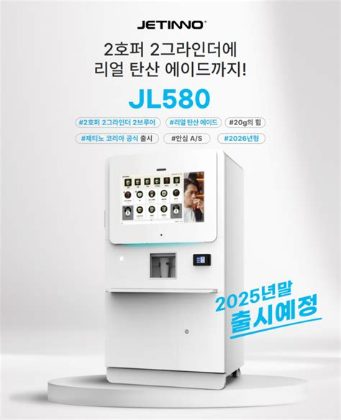 JETINNO
2호퍼 2그라인더에
리얼 탄산 에이드까지!
JL580
#2호퍼 2그라인더 2브루어 #리얼 탄산 에이드 #20g의 힘
#제티노 코리아 공식 출시 #안심 A/S #2026년형
2025년말
출시예정